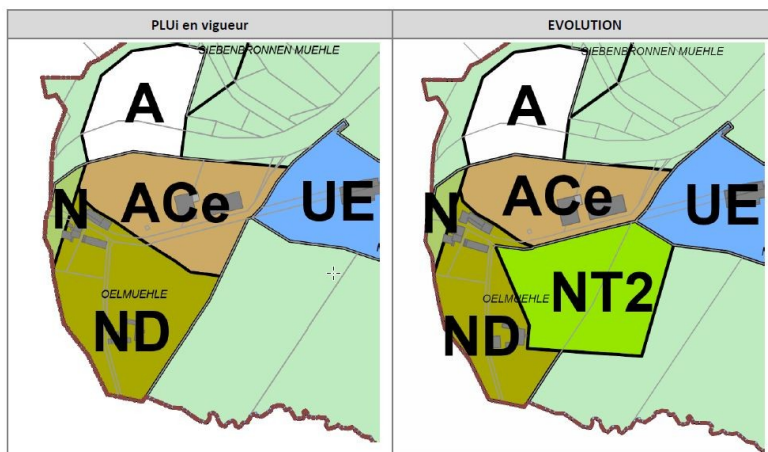 PLUi en vigueur
EVOLUTION
SIEBENBRONNEN MUEHLE
A
N
ACe
UE
OELMUEHLE
ND
SIEBENBRONNEN MUEHLE
A
N
ACe
UE
OELMUEHLE
NT2
ND